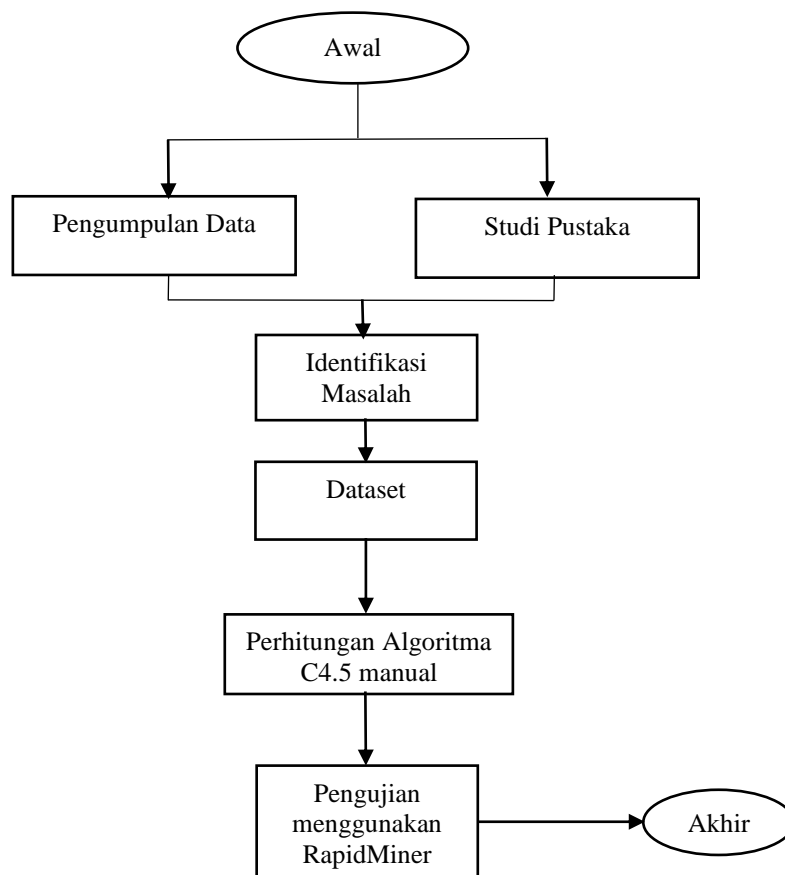 Awal
Pengumpulan Data
Studi Pustaka
Identifikasi
Masalah
Dataset
Perhitungan Algoritma
C4.5 manual
Pengujian
menggunakan
RapidMiner
Akhir